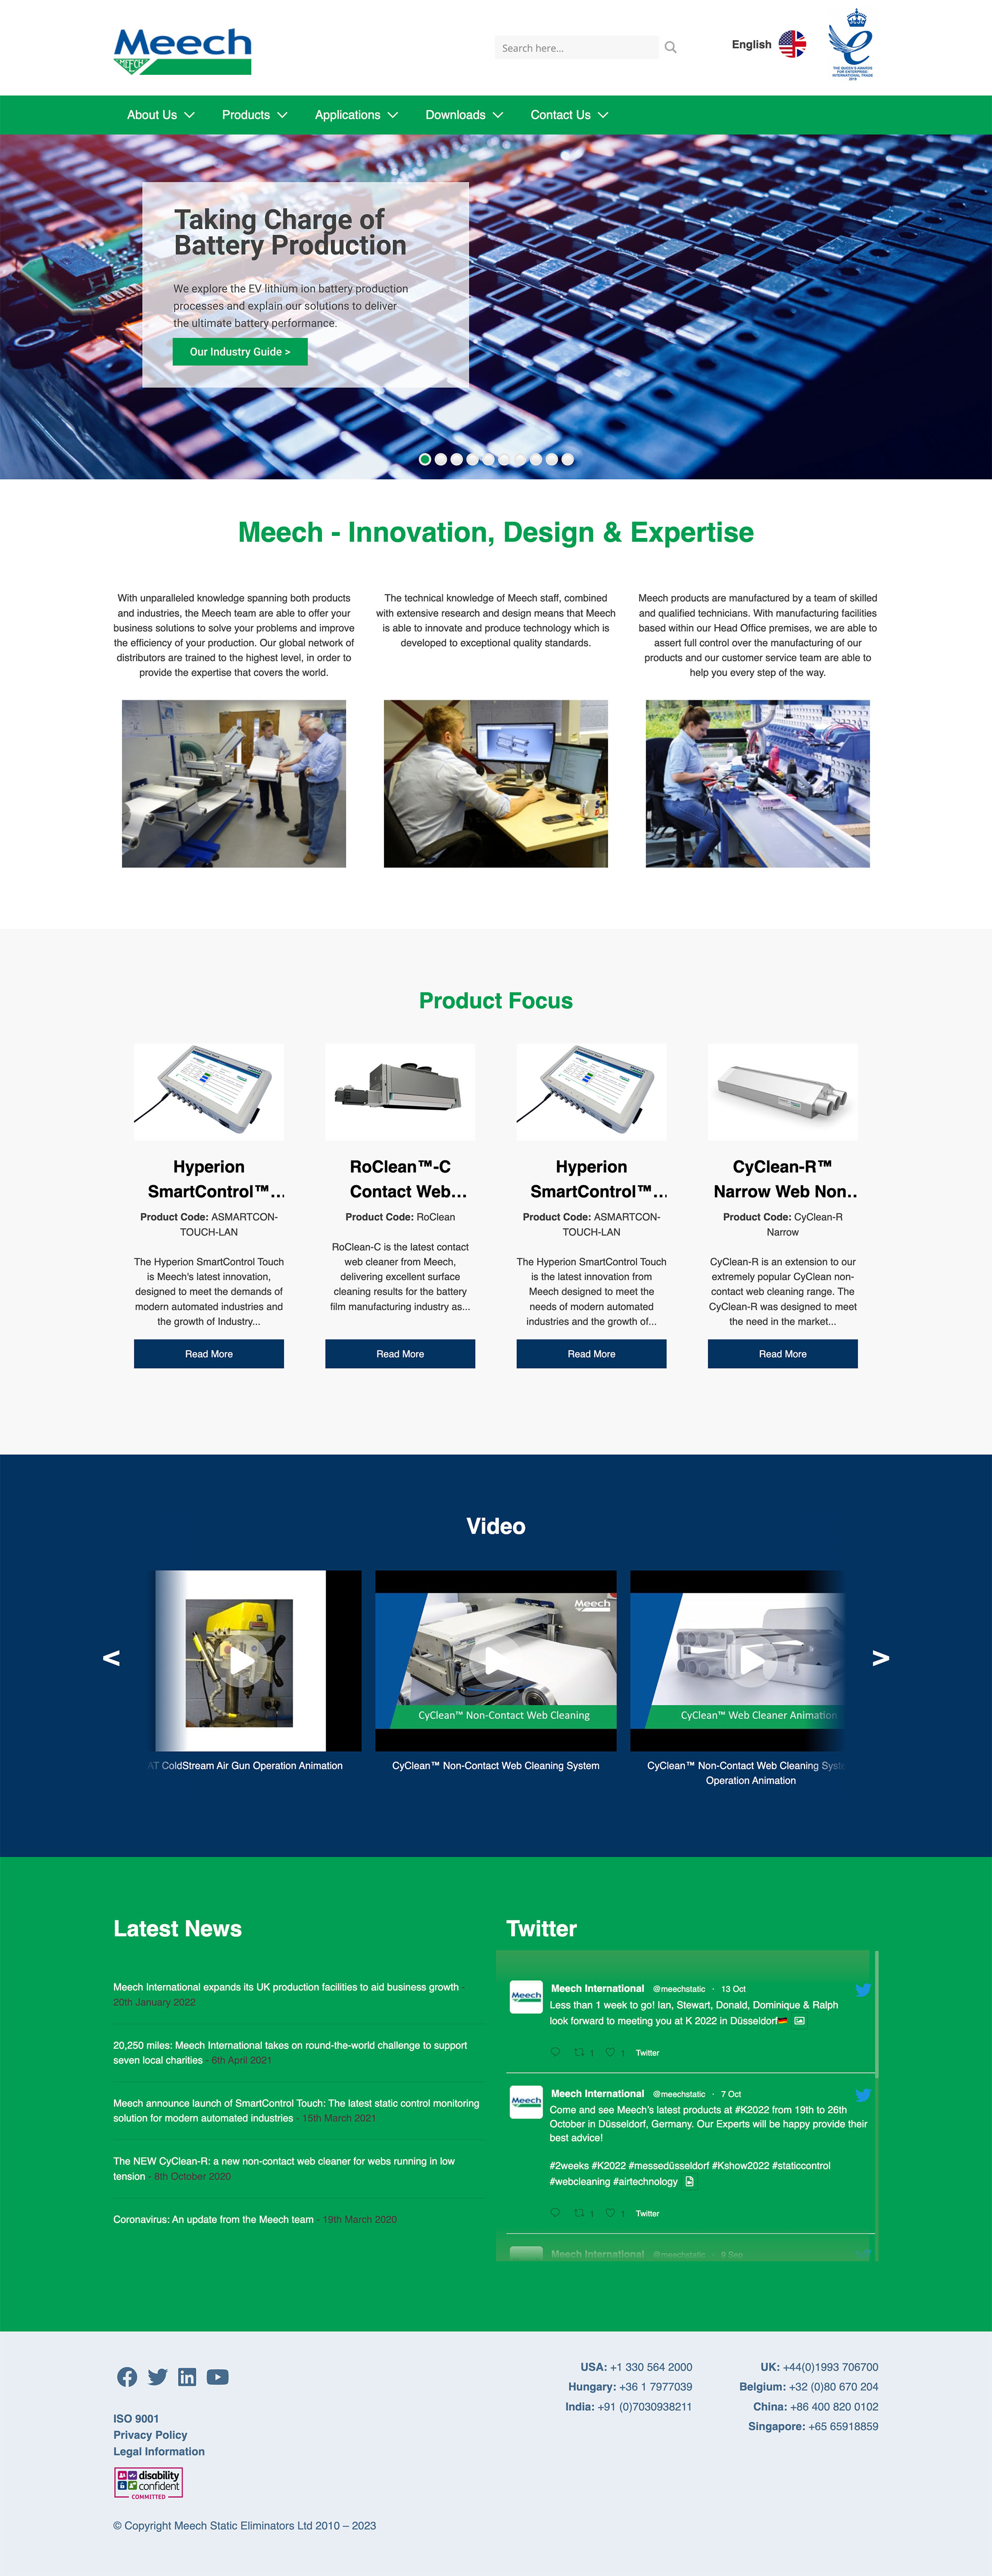 Meech
MEECH
Search here...
English
THE QUEEN'S AWARDS
FOR ENTERPRISE:
INTERNATIONAL TRADE
2019
About Us
Products
Applications
Downloads
Contact Us
Taking Charge of
Battery Production
We explore the EV lithium ion battery production
processes and explain our solutions to deliver
the ultimate battery performance.
Our Industry Guide >
Meech - Innovation, Design & Expertise
With unparalleled knowledge spanning both products
and industries, the Meech team are able to offer your
business solutions to solve your problems and improve
the efficiency of your production. Our global network of
distributors are trained to the highest level, in order to
provide the expertise that covers the world.
The technical knowledge of Meech staff, combined
with extensive research and design means that Meech
is able to innovate and produce technology which is
developed to exceptional quality standards.
Meech products are manufactured by a team of skilled
and qualified technicians. With manufacturing facilities
based within our Head Office premises, we are able to
assert full control over the manufacturing of our
products and our customer service team are able to
help you every step of the way.
Product Focus
Hyperion
SmartControl™...
Product Code: ASMARTCON-
TOUCH-LAN
The Hyperion SmartControl Touch
is Meech's latest innovation,
designed to meet the demands of
modern automated industries and
the growth of Industry...
Read More
RoClean™-C
Contact Web...
Product Code: RoClean
RoClean-C is the latest contact
web cleaner from Meech,
delivering excellent surface
cleaning results for the battery
film manufacturing industry as...
Read More
Hyperion
SmartControl™...
Product Code: ASMARTCON-
TOUCH-LAN
The Hyperion SmartControl Touch
is the latest innovation from
Meech designed to meet the
needs of modern automated
industries and the growth of...
Read More
CyClean-R™
Narrow Web Non..
Product Code: CyClean-R
Narrow
CyClean-R is an extension to our
extremely popular CyClean non-
contact web cleaning range. The
CyClean-R was designed to meet
the need in the market...
Read More
Video
<
AT ColdStream Air Gun Operation Animation
Meech
CyClean™ Non-Contact Web Cleaning
CyClean™ Non-Contact Web Cleaning System
CyClean™ Web Cleaner Animation
CyClean™ Non-Contact Web Cleaning Syste
Operation Animation
>
Latest News
Meech International expands its UK production facilities to aid business growth -
20th January 2022
20,250 miles: Meech International takes on round-the-world challenge to support
seven local charities - 6th April 2021
Meech announce launch of SmartControl Touch: The latest static control monitoring
solution for modern automated industries - 15th March 2021
The NEW CyClean-R: a new non-contact web cleaner for webs running in low
tension - 8th October 2020
Coronavirus: An update from the Meech team - 19th March 2020
Twitter
Meech
Meech International @meechstatic · 13 Oct
Less than 1 week to go! Ian, Stewart, Donald, Dominique & Ralph
look forward to meeting you at K 2022 in Düsseldorf
1 1 Twitter
Meech
Meech International @meechstatic · 7 Oct
Come and see Meech's latest products at #K2022 from 19th to 26th
October in Düsseldorf, Germany. Our Experts will be happy provide their
best advice!
#2weeks #K2022 #messedüsseldorf #Kshow2022 #staticcontrol
#webcleaning #airtechnology
1 1 Twitter
Meech International @meechstatic · 9 Sep
ISO 9001
Privacy Policy
Legal Information
disability
confident
COMMITTED
© Copyright Meech Static Eliminators Ltd 2010 – 2023
USA: +1 330 564 2000
Hungary: +36 1 7977039
India: +91 (0)7030938211
UK: +44(0)1993 706700
Belgium: +32 (0)80 670 204
China: +86 400 820 0102
Singapore: +65 65918859